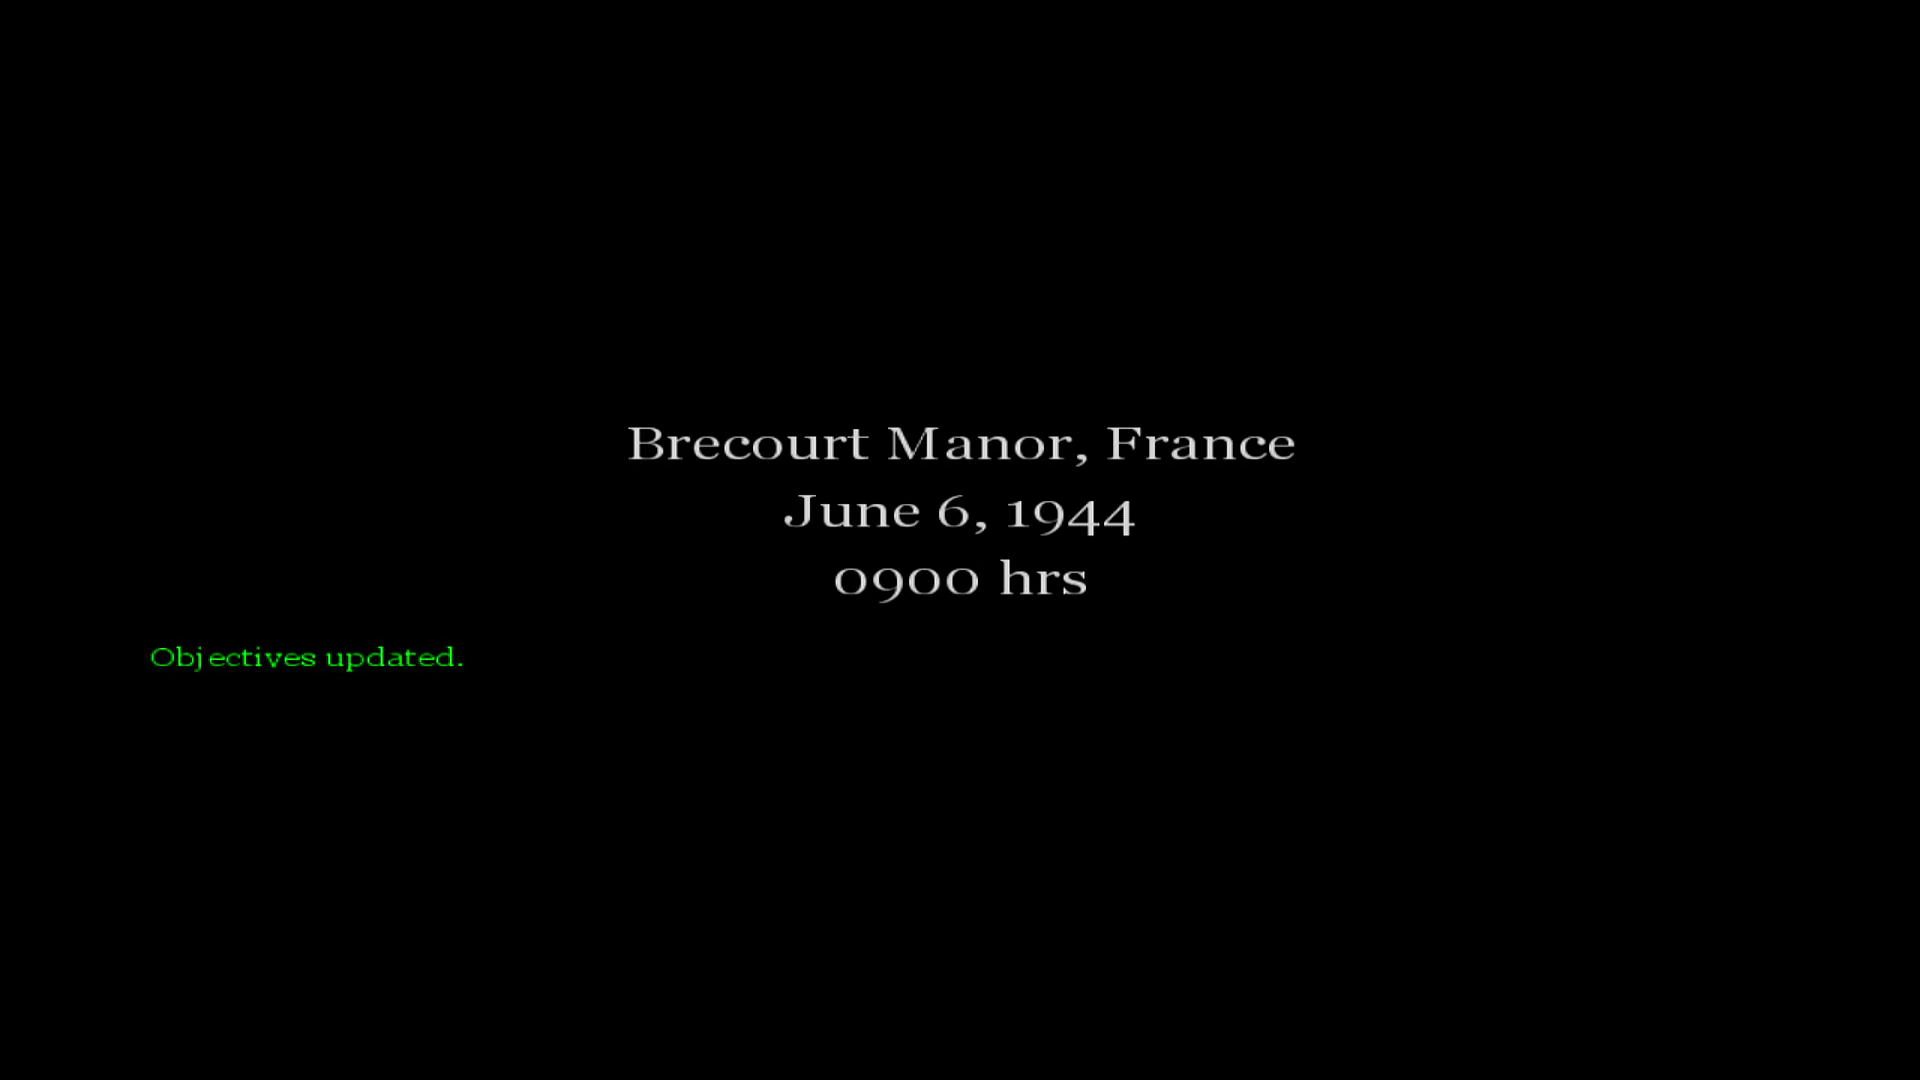 Brecourt Manor, France
June 6, 1944
0900 hrs
Objectives updated.